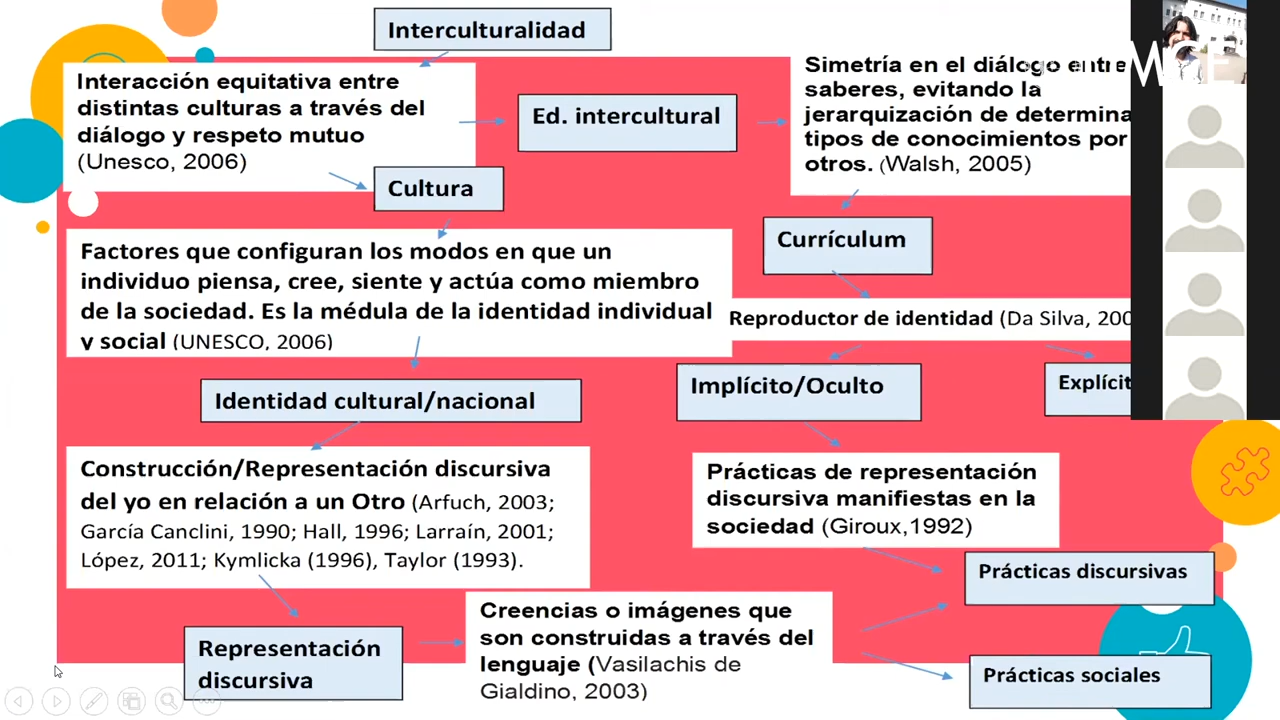 Interculturalidad
Interacción equitativa entre
distintas culturas a través del
diálogo y respeto mutuo
(Unesco, 2006)
Ed. intercultural
Simetría en el diálogo entre
saberes, evitando la
jerarquización de determina
tipos de conocimientos por
otros. (Walsh, 2005)
Cultura
Factores que configuran los modos en que un
individuo piensa, cree, siente y actúa como miembro
de la sociedad. Es la médula de la identidad individual
y social (UNESCO, 2006)
Currículum
Reproductor de identidad (Da Silva, 200
Implícito/Oculto
Explícit
Identidad cultural/nacional
Construcción/Representación discursiva
del yo en relación a un Otro (Arfuch, 2003;
García Canclini, 1990; Hall, 1996; Larraín, 2001;
López, 2011; Kymlicka (1996), Taylor (1993).
Prácticas de representación
discursiva manifiestas en la
sociedad (Giroux,1992)
Prácticas discursivas
Representación
discursiva
Creencias o imágenes que
son construidas a través del
lenguaje (Vasilachis de
Gialdino, 2003)
Prácticas sociales